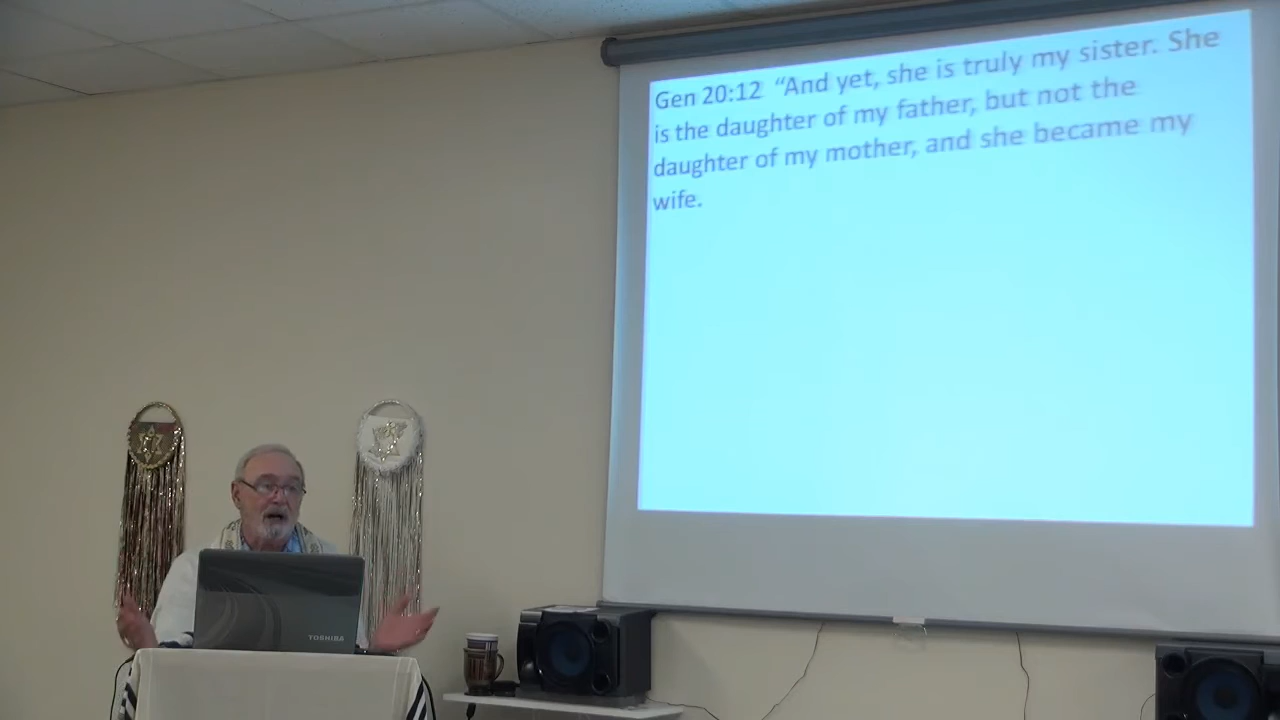 Gen 20:12 “And yet, she is truly my sister. She
is the daughter of my father, but not the
daughter of my mother, and she became my
wife.
TOSHIBA